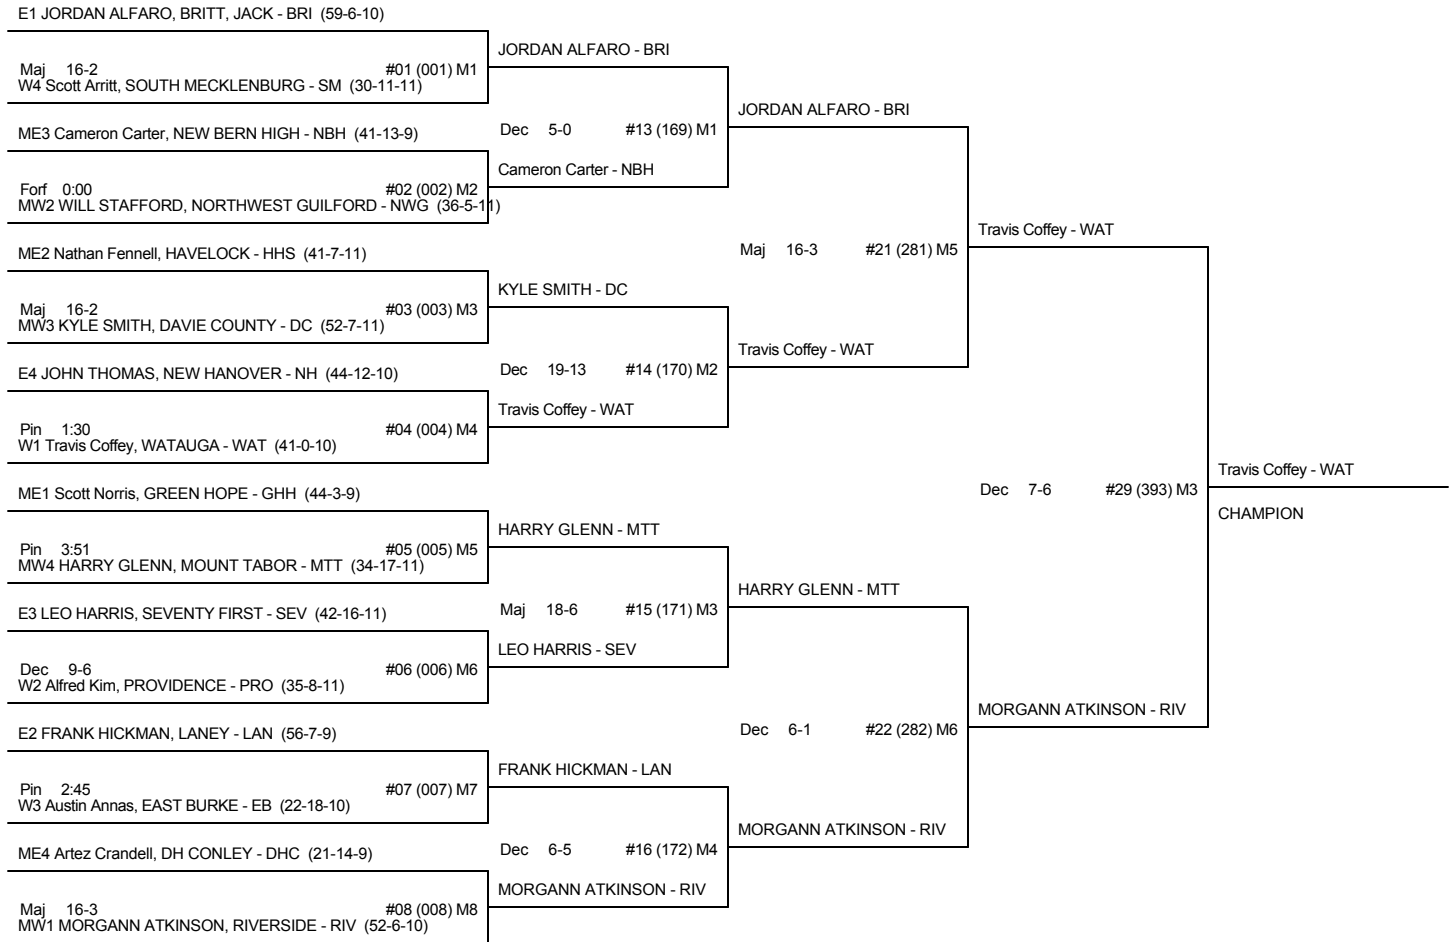 E1 JORDAN ALFARO, BRITT, JACK - BRI (59-6-10)
JORDAN ALFARO - BRI
Maj 16-2 #01 (001) M1
W4 Scott Arritt, SOUTH MECKLENBURG - SM (30-11-11)
JORDAN ALFARO - BRI
ME3 Cameron Carter, NEW BERN HIGH - NBH (41-13-9)
Dec 5-0 #13 (169) M1
Cameron Carter - NBH
Forf 0:00 #02 (002) M2
MW2 WILL STAFFORD, NORTHWEST GUILFORD - NWG (36-5-11)
Travis Coffey - WAT
ME2 Nathan Fennell, HAVELOCK - HHS (41-7-11)
Maj 16-3 #21 (281) M5
KYLE SMITH - DC
Maj 16-2 #03 (003) M3
MW3 KYLE SMITH, DAVIE COUNTY - DC (52-7-11)
Travis Coffey - WAT
E4 JOHN THOMAS, NEW HANOVER - NH (44-12-10)
Dec 19-13 #14 (170) M2
Travis Coffey - WAT
Pin 1:30 #04 (004) M4
W1 Travis Coffey, WATAUGA - WAT (41-0-10)
Travis Coffey - WAT
ME1 Scott Norris, GREEN HOPE - GHH (44-3-9)
Dec 7-6 #29 (393) M3
CHAMPION
HARRY GLENN - MTT
Pin 3:51 #05 (005) M5
MW4 HARRY GLENN, MOUNT TABOR - MTT (34-17-11)
HARRY GLENN - MTT
E3 LEO HARRIS, SEVENTY FIRST - SEV (42-16-11)
Maj 18-6 #15 (171) M3
LEO HARRIS - SEV
Dec 9-6 #06 (006) M6
W2 Alfred Kim, PROVIDENCE - PRO (35-8-11)
MORGANN ATKINSON - RIV
E2 FRANK HICKMAN, LANEY - LAN (56-7-9)
Dec 6-1 #22 (282) M6
FRANK HICKMAN - LAN
Pin 2:45 #07 (007) M7
W3 Austin Annas, EAST BURKE - EB (22-18-10)
MORGANN ATKINSON - RIV
ME4 Artez Crandell, DH CONLEY - DHC (21-14-9)
Dec 6-5 #16 (172) M4
MORGANN ATKINSON - RIV
Maj 16-3 #08 (008) M8
MW1 MORGANN ATKINSON, RIVERSIDE - RIV (52-6-10)